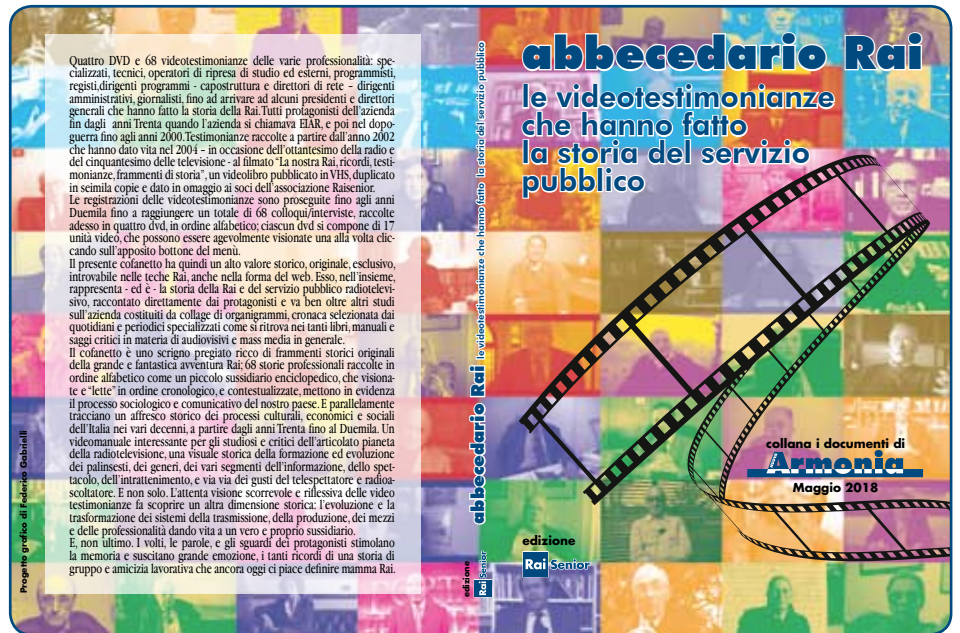 Quattro DVD e 68 videotestimonianze delle varie professionalità: spe-
cializzati, tecnici, operatori di ripresa di studio ed esterni, programmisti,
registi,dirigenti programmi - capostruttura e direttori di rete – dirigenti
amministrativi, giornalisti, fino ad arrivare ad alcuni presidenti e direttori
generali che hanno fatto la storia della Rai.Tutti protagonisti dell'azienda
fin dagli anni Trenta quando l'azienda si chiamava EIAR, e poi nel dopo-
guerra fino agli anni 2000.Testimonianze raccolte a partire dall'anno 2002
che hanno dato vita nel 2004 – in occasione dell'ottantesimo della radio e
del cinquantesimo delle televisione - al filmato "La nostra Rai, ricordi, testi-
monianze, frammenti di storia", un videolibro pubblicato in VHS, duplicato
in seimila copie e dato in omaggio ai soci dell'associazione Raisenior.
Le registrazioni delle videotestimonianze sono proseguite fino agli anni
Duemila fino a raggiungere un totale di 68 colloqui/interviste, raccolte
adesso in quattro dvd, in ordine alfabetico; ciascun dvd si compone di 17
unità video, che possono essere agevolmente visionate una alla volta clic-
cando sull'apposito bottone del menù.
Il presente cofanetto ha quindi un alto valore storico, originale, esclusivo,
introvabile nelle teche Rai, anche nella forma del web. Esso, nell'insieme,
rappresenta - ed è - la storia della Rai e del servizio pubblico radiotelevi-
sivo, raccontato direttamente dai protagonisti e va ben oltre altri studi
sull'azienda costituiti da collage di organigrammi, cronaca selezionata dai
quotidiani e periodici specializzati come si ritrova nei tanti libri, manuali e
saggi critici in materia di audiovisivi e mass media in generale.
Il cofanetto è uno scrigno pregiato ricco di frammenti storici originali
della grande e fantastica avventura Rai; 68 storie professionali raccolte in
ordine alfabetico come un piccolo sussidiario enciclopedico, che visiona-
te e "lette" in ordine cronologico, e contestualizzate, mettono in evidenza
il processo sociologico e comunicativo del nostro paese. E parallelamente
tracciano un affresco storico dei processi culturali, economici e sociali
dell'Italia nei vari decenni, a partire dagli anni Trenta fino al Duemila. Un
videomanuale interessante per gli studiosi e critici dell'articolato pianeta
della radiotelevisione, una visuale storica della formazione ed evoluzione
dei palinsesti, dei generi, dei vari segmenti dell'informazione, dello spet-
tacolo, dell'intrattenimento, e via via dei gusti del telespettatore e radioa-
scoltatore. E non solo. L'attenta visione scorrevole e riflessiva delle video
testimonianze fa scoprire un altra dimensione storica: l'evoluzione e la
trasformazione dei sistemi della trasmissione, della produzione, dei mezzi
e delle professionalità dando vita a un vero e proprio sussidiario.
E, non ultimo. I volti, le parole, e gli sguardi dei protagonisti stimolano
la memoria e suscitano grande emozione, i tanti ricordi di una storia di
gruppo e amicizia lavorativa che ancora oggi ci piace definire mamma Rai.
Progetto grafico di Federico Gabrielli
abbecedario Rai le videotestimonianze che hanno fatto la storia del servizio pubblico
edizione
Rai Senior
abbecedario Rai
le videotestimonianze
che hanno fatto
la storia del servizio
pubblico
collana i documenti di
Armonia
Maggio 2018
edizione
Rai Senior